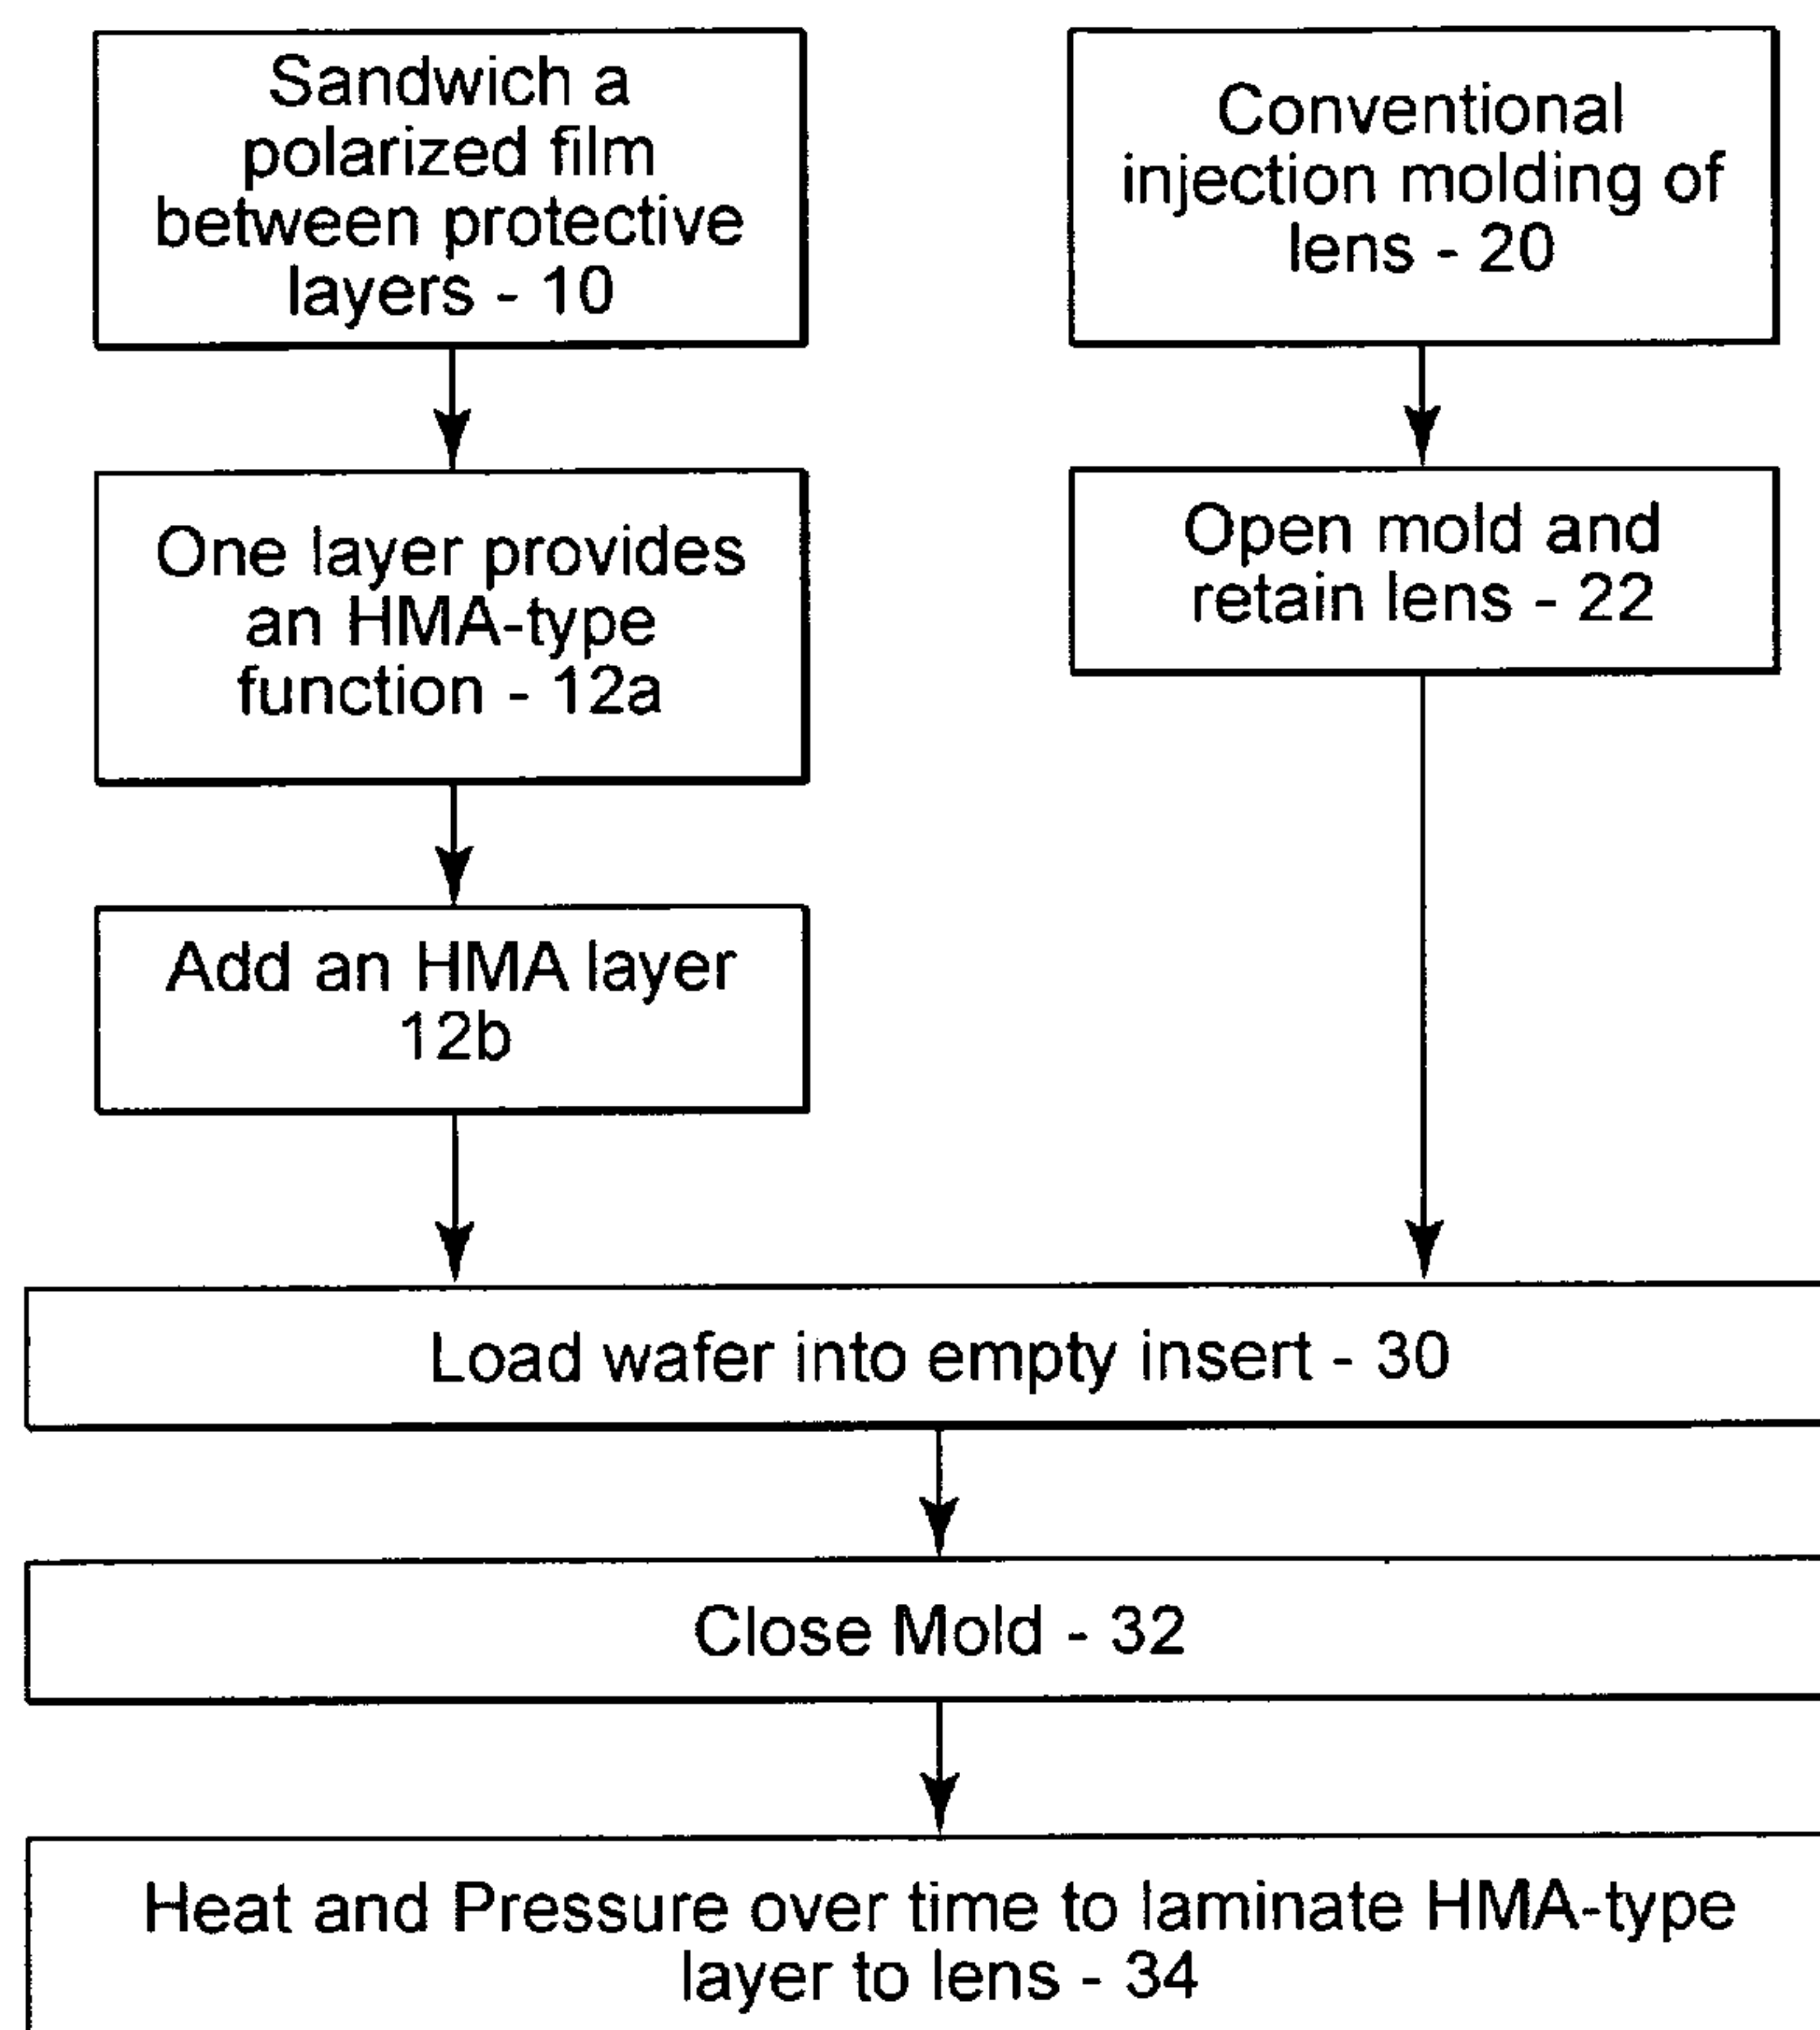 Sandwich a
polarized film
between protective
layers - 10
One layer provides
an HMA-type
function - 12a
Add an HMA layer
12b
Conventional
injection molding of
lens - 20
Open mold and
retain lens - 22
Load wafer into empty insert - 30
Close Mold - 32
Heat and Pressure over time to laminate HMA-type
layer to lens - 34